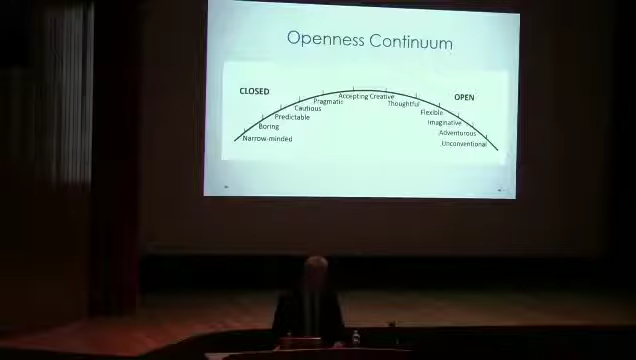 Openness Continuum
CLOSED
OPEN
Narrow-minded
Boring
Predictable
Cautious
Pragmatic
Accepting Creative
Thoughtful
Flexible
Imaginative
Adventurous
Unconventional